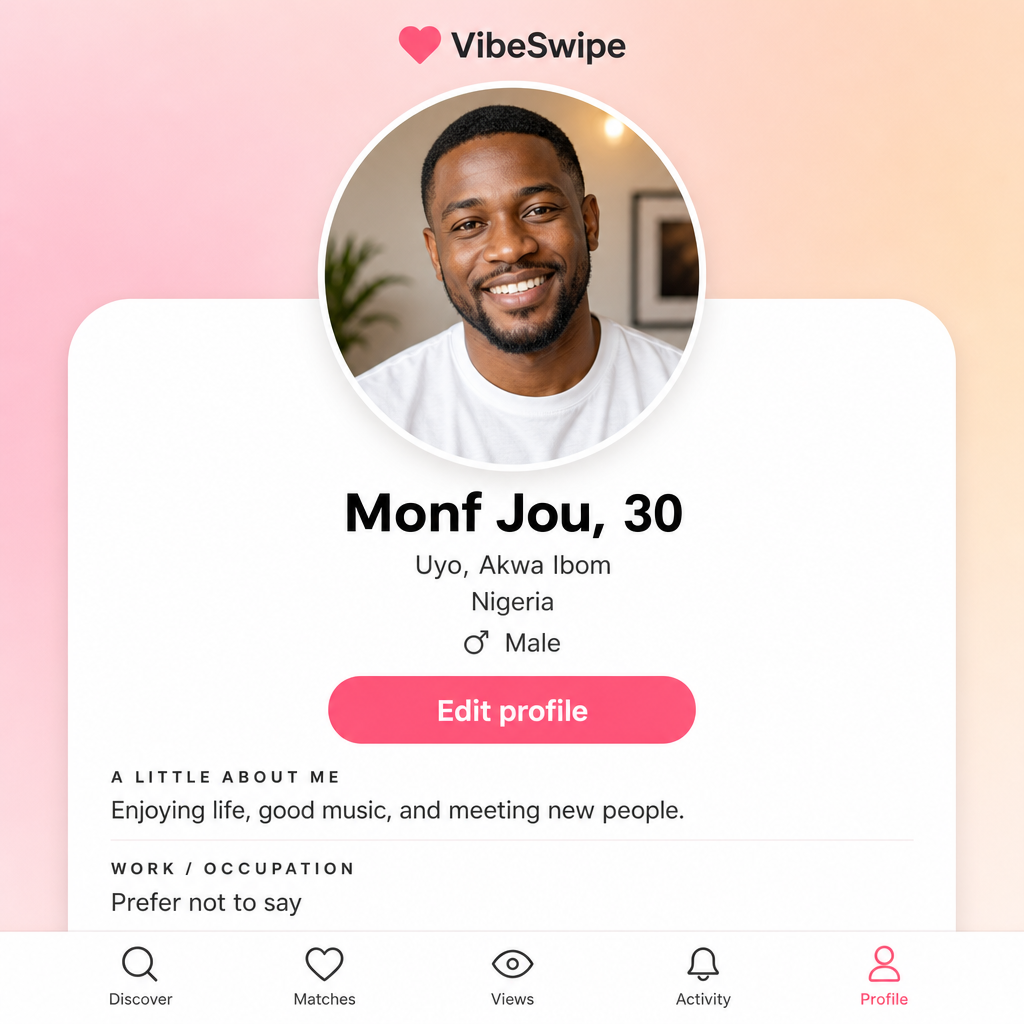 VibeSwipe
Monf Jou, 30
Uyo, Akwa Ibom
Nigeria
Male
Edit profile
A LITTLE ABOUT ME
Enjoying life, good music, and meeting new people.
WORK / OCCUPATION
Prefer not to say
Discover
Matches
Views
Activity
Profile